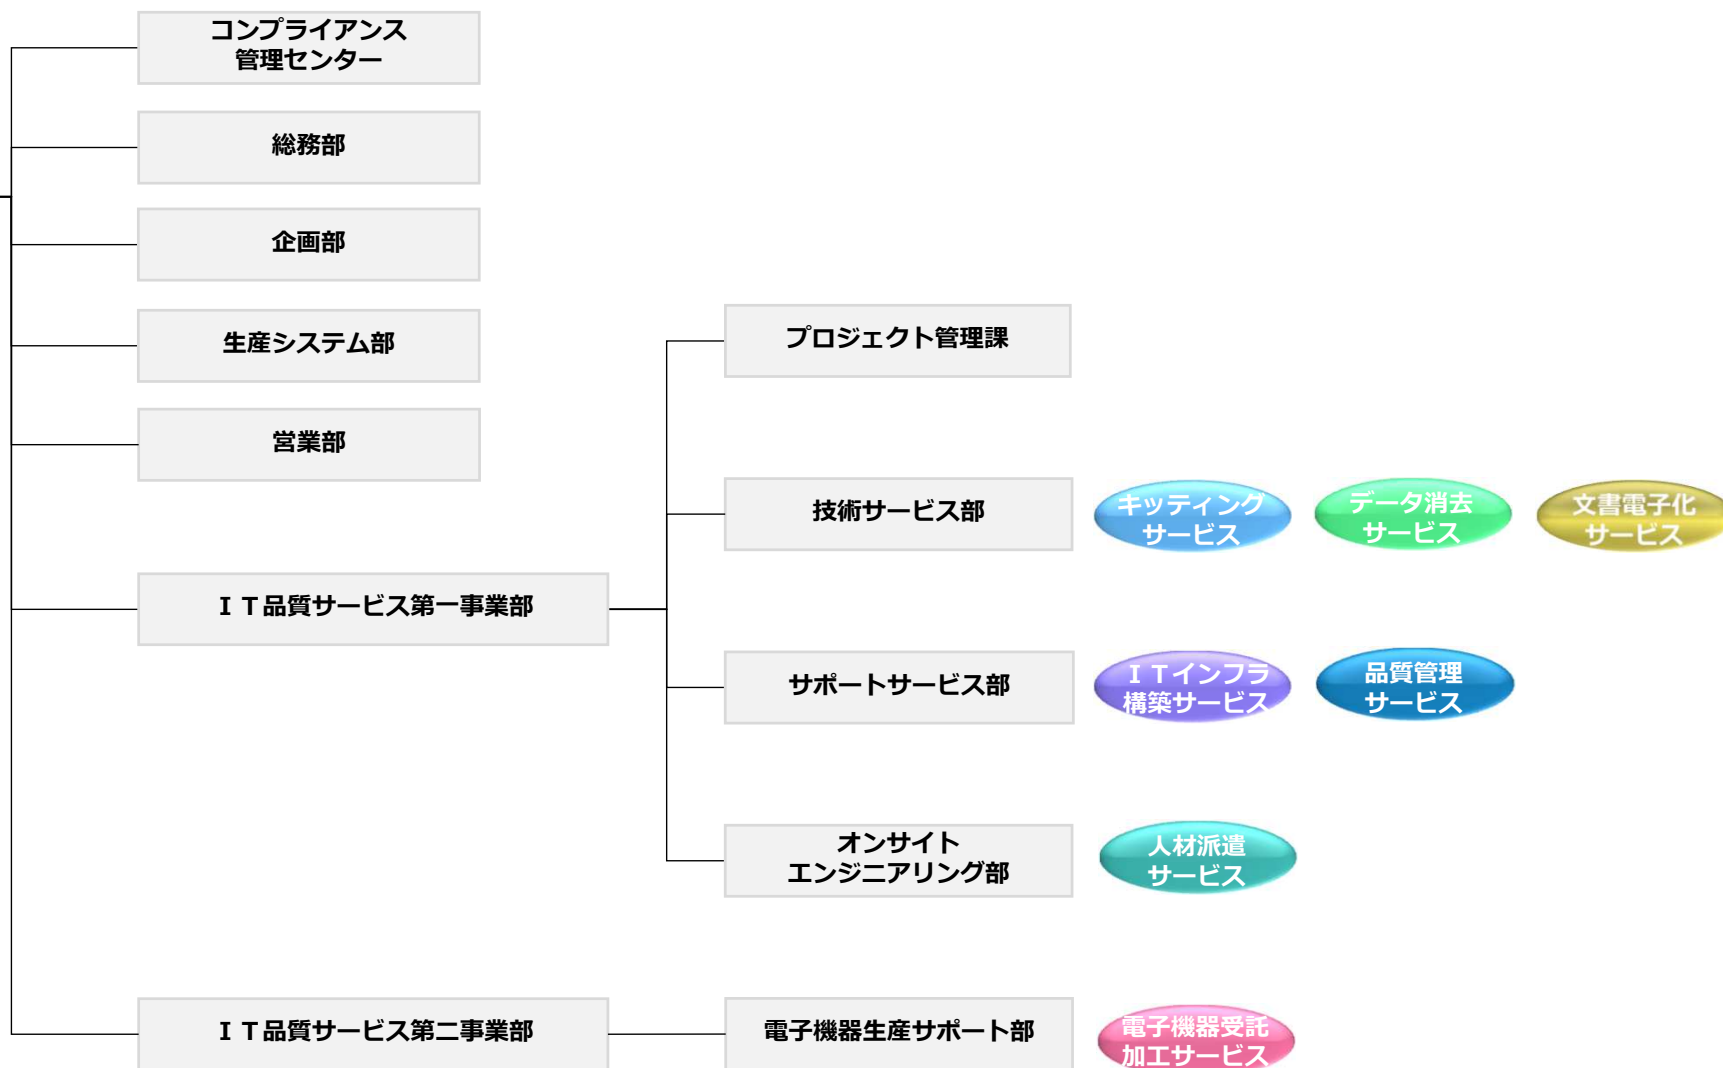 コンプライアンス
管理センター
総務部
企画部
生産システム部
営業部
ＩＴ品質サービス第一事業部
プロジェクト管理課
技術サービス部
キッティング
サービス
データ消去
サービス
文書電子化
サービス
サポートサービス部
ＩＴインフラ
構築サービス
品質管理
サービス
オンサイト
エンジニアリング部
人材派遣
サービス
ＩＴ品質サービス第二事業部
電子機器生産サポート部
電子機器受託
加工サービス